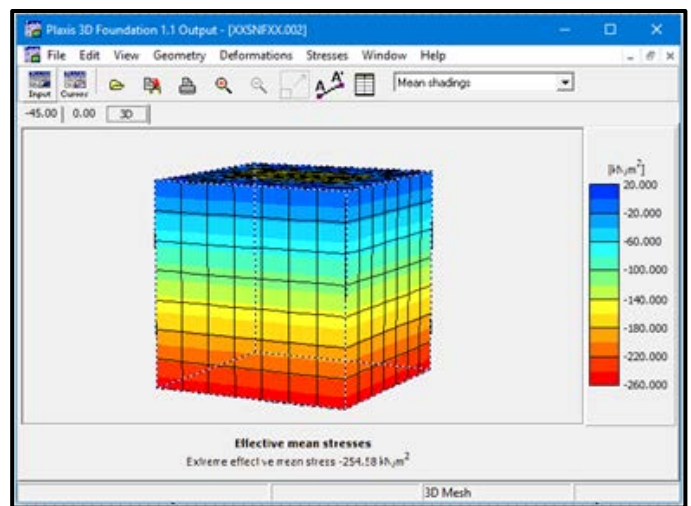 Plaxis 3D Foundation 1.1 Output - [XXSNFXX.002]
File Edit View Geometry Deformations Stresses Window Help
Input Curves Mean shadings
-45.00 0.00 3D
[kN/m²]
20.000
-20.000
-60.000
-100.000
-140.000
-180.000
-220.000
-260.000
Effective mean stresses
Extreme effective mean stress -254.58 kN/m²
3D Mesh